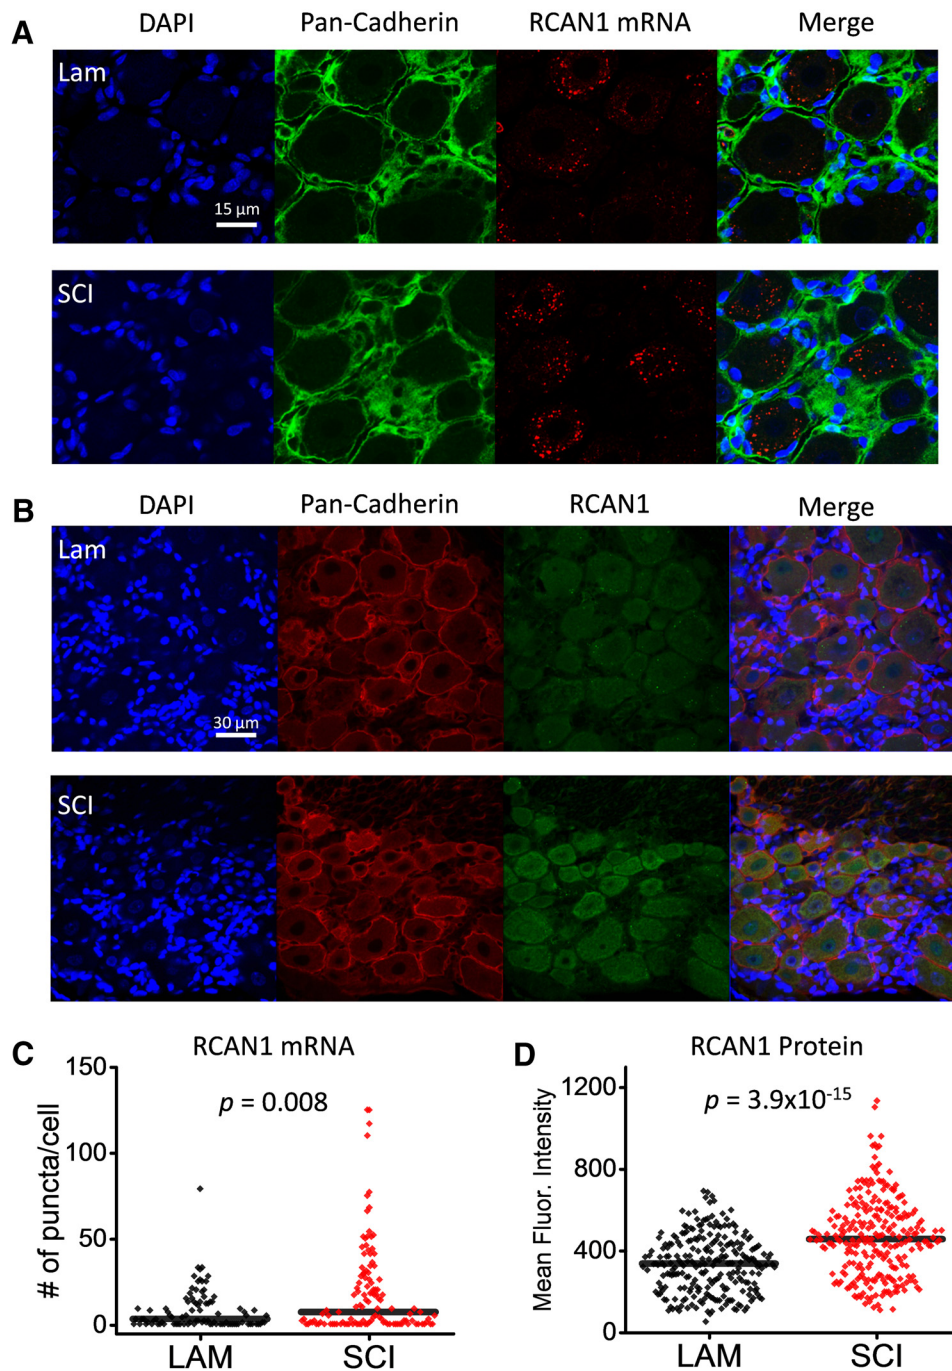 A
DAPI
Pan-Cadherin
RCAN1 mRNA
Merge
Lam
15 µm
SCI
B
DAPI
Pan-Cadherin
RCAN1
Merge
Lam
30 µm
SCI
C
RCAN1 mRNA
p = 0.008
# of puncta/cell
150
100
50
0
LAM
SCI
D
RCAN1 Protein
p = 3.9x10⁻¹⁵
Mean Fluor. Intensity
1200
800
400
0
LAM
SCI